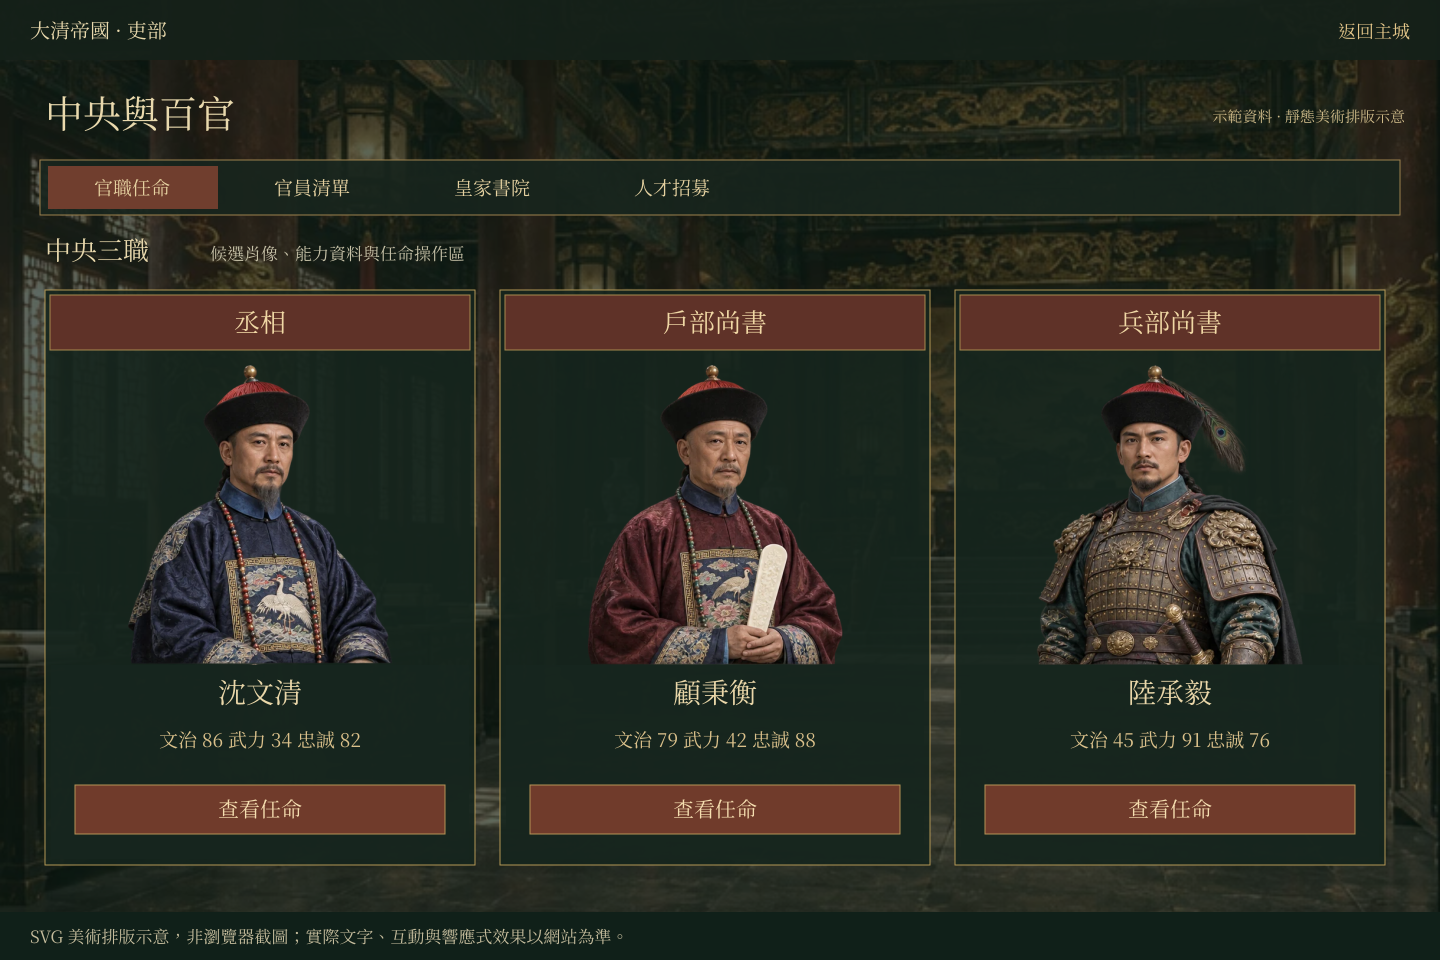 大清帝國 · 吏部
返回主城
中央與百官
示範資料 · 靜態美術排版示意
官職任命 官員清單 皇家書院 人才招募
中央三職 候選肖像、能力資料與任命操作區
丞相
沈文清
文治 86 武力 34 忠誠 82
查看任命
戶部尚書
顧秉衡
文治 79 武力 42 忠誠 88
查看任命
兵部尚書
陸承毅
文治 45 武力 91 忠誠 76
查看任命
SVG 美術排版示意，非瀏覽器截圖；實際文字、互動與響應式效果以網站為準。